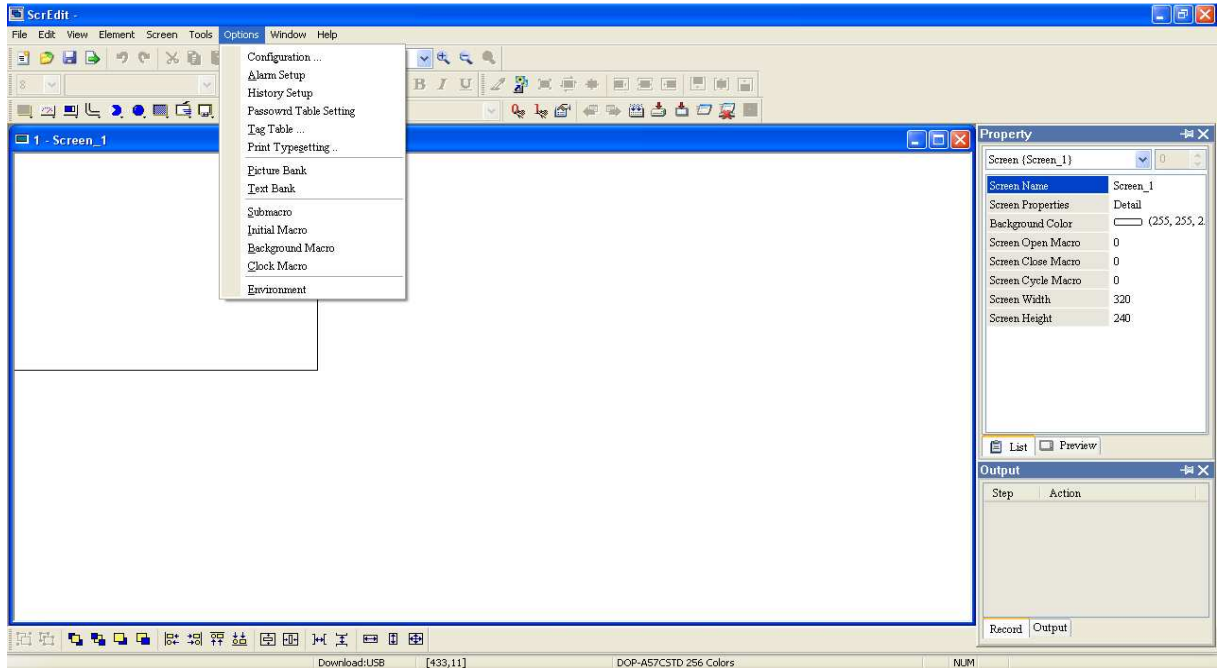 ScrEdit -
File Edit View Element Screen Tools Options Window Help
Configuration ...
Alarm Setup
History Setup
Passowrd Table Setting
Tag Table ...
Print Typesetting ..
Picture Bank
Text Bank
Submacro
Initial Macro
Background Macro
Clock Macro
Environment
8
B I U
1 - Screen_1
Property
Screen {Screen_1}
0
Screen Name Screen_1
Screen Properties Detail
Background Color (255, 255, 2
Screen Open Macro 0
Screen Close Macro 0
Screen Cycle Macro 0
Screen Width 320
Screen Height 240
List Preview
Output
Step Action
Record Output
Download:USB [433,11] DOP-A57CSTD 256 Colors NUM